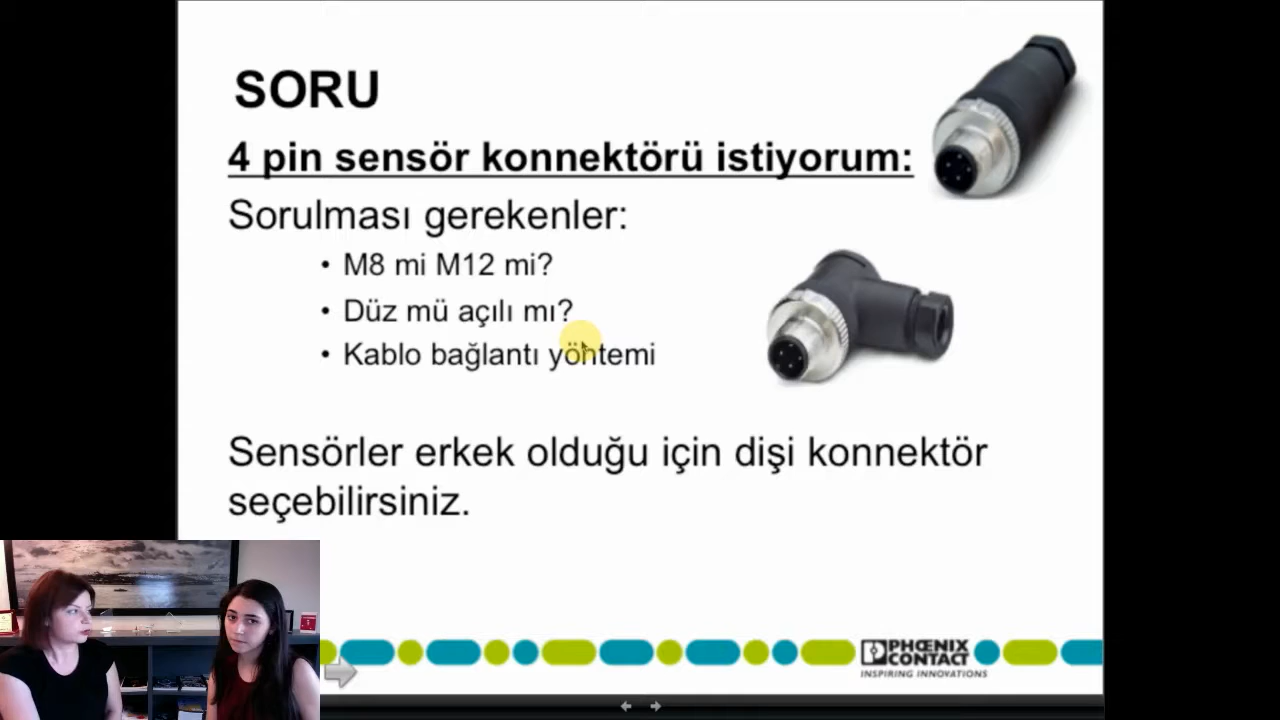 SORU
4 pin sensör konnektörü istiyorum:
Sorulması gerekenler:
• M8 mi M12 mi?
• Düz mü açılı mı?
• Kablo bağlantı yöntemi
Sensörler erkek olduğu için dişi konnektör
seçebilirsiniz.
PHŒNIX
CONTACT
INSPIRING INNOVATIONS